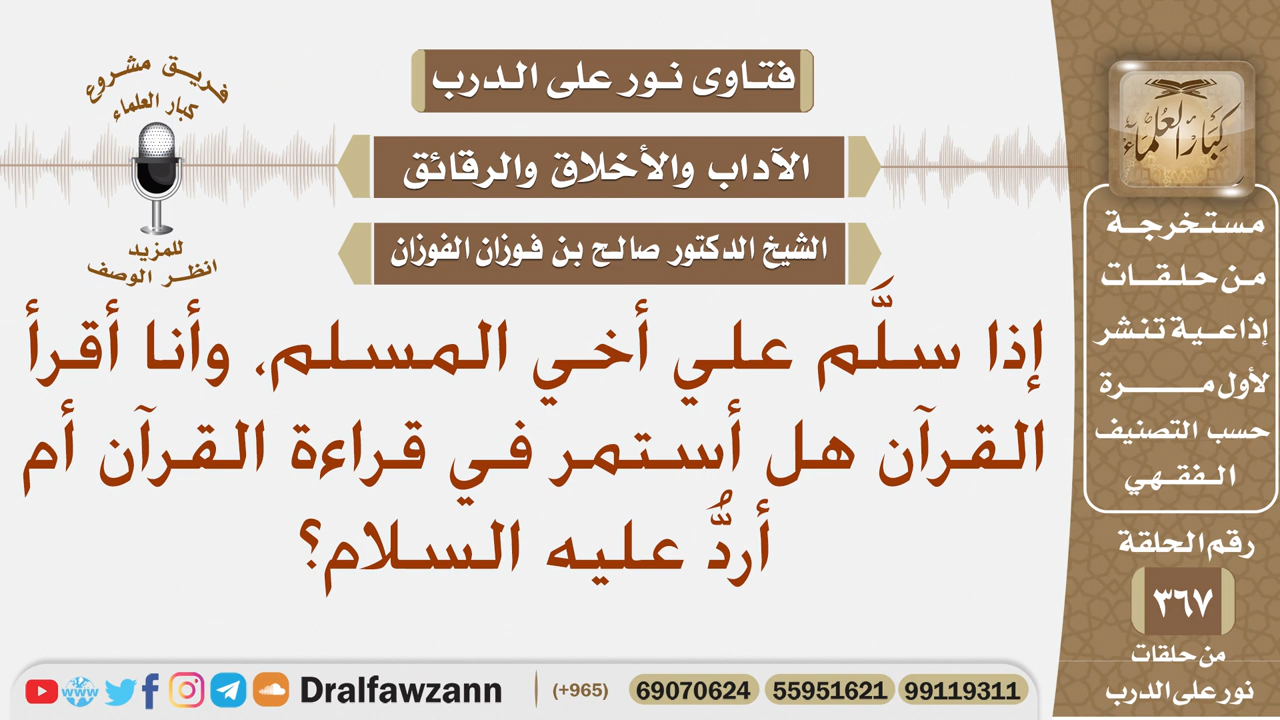 فتاوى نور على الدرب
الآداب والأخلاق والرقائق
الشيخ الدكتور صالح بن فوزان الفوزان
إذا سلَّم علي أخي المسلم، وأنا أقرأ
القرآن هل أستمر في قراءة القرآن أم
أردُّ عليه السلام؟
فريق مشروع
كبار العلماء
للمزيد
انظر الوصف
كبار العلماء
مستخرجة
من حلقات
إذاعية تنشر
لأول مرة
حسب التصنيف
الفقهي
رقم الحلقة
٣٦٧
من حلقات
نور على الدرب
www
Dralfawzann
(+965)
69070624
55951621
99119311